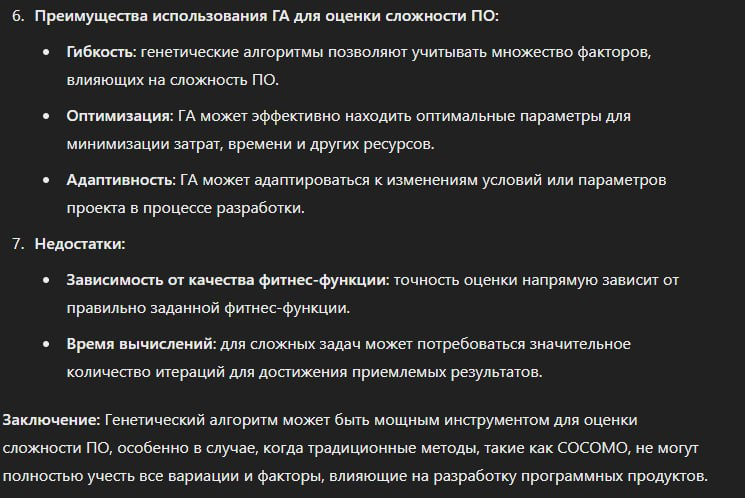 6. Преимущества использования ГА для оценки сложности ПО:
• Гибкость: генетические алгоритмы позволяют учитывать множество факторов,
влияющих на сложность ПО.
• Оптимизация: ГА может эффективно находить оптимальные параметры для
минимизации затрат, времени и других ресурсов.
• Адаптивность: ГА может адаптироваться к изменениям условий или параметров
проекта в процессе разработки.
7. Недостатки:
• Зависимость от качества фитнес-функции: точность оценки напрямую зависит от
правильно заданной фитнес-функции.
• Время вычислений: для сложных задач может потребоваться значительное
количество итераций для достижения приемлемых результатов.
Заключение: Генетический алгоритм может быть мощным инструментом для оценки
сложности ПО, особенно в случае, когда традиционные методы, такие как COCOMO, не могут
полностью учесть все вариации и факторы, влияющие на разработку программных продуктов.